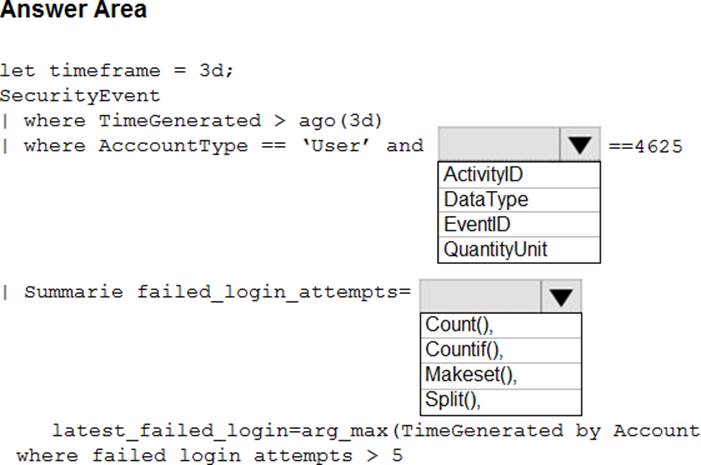 Answer Area
let timeframe = 3d;
SecurityEvent
| where TimeGenerated > ago(3d)
| where AcccountType == ‘User’ and ==4625
ActivityID
DataType
EventID
QuantityUnit
| Summarie failed_login_attempts=
Count(),
Countif(),
Makeset(),
Split(),
latest_failed_login=arg_max(TimeGenerated by Account
where failed login attempts > 5